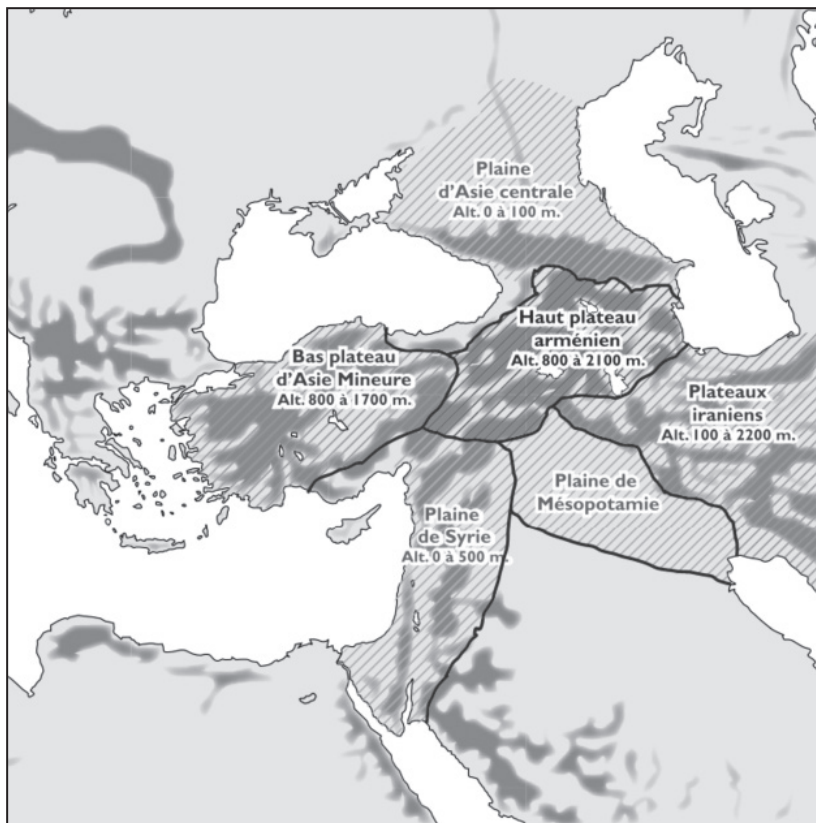 Plaine
d'Asie centrale
Alt. 0 à 100 m.
Haut plateau
arménien
Alt. 800 à 2100 m.
Bas plateau
d'Asie Mineure
Alt. 800 à 1700 m.
Plateaux
iraniens
Alt. 100 à 2200 m.
Plaine de
Mésopotamie
Plaine
de Syrie
Alt. 0 à 500 m.